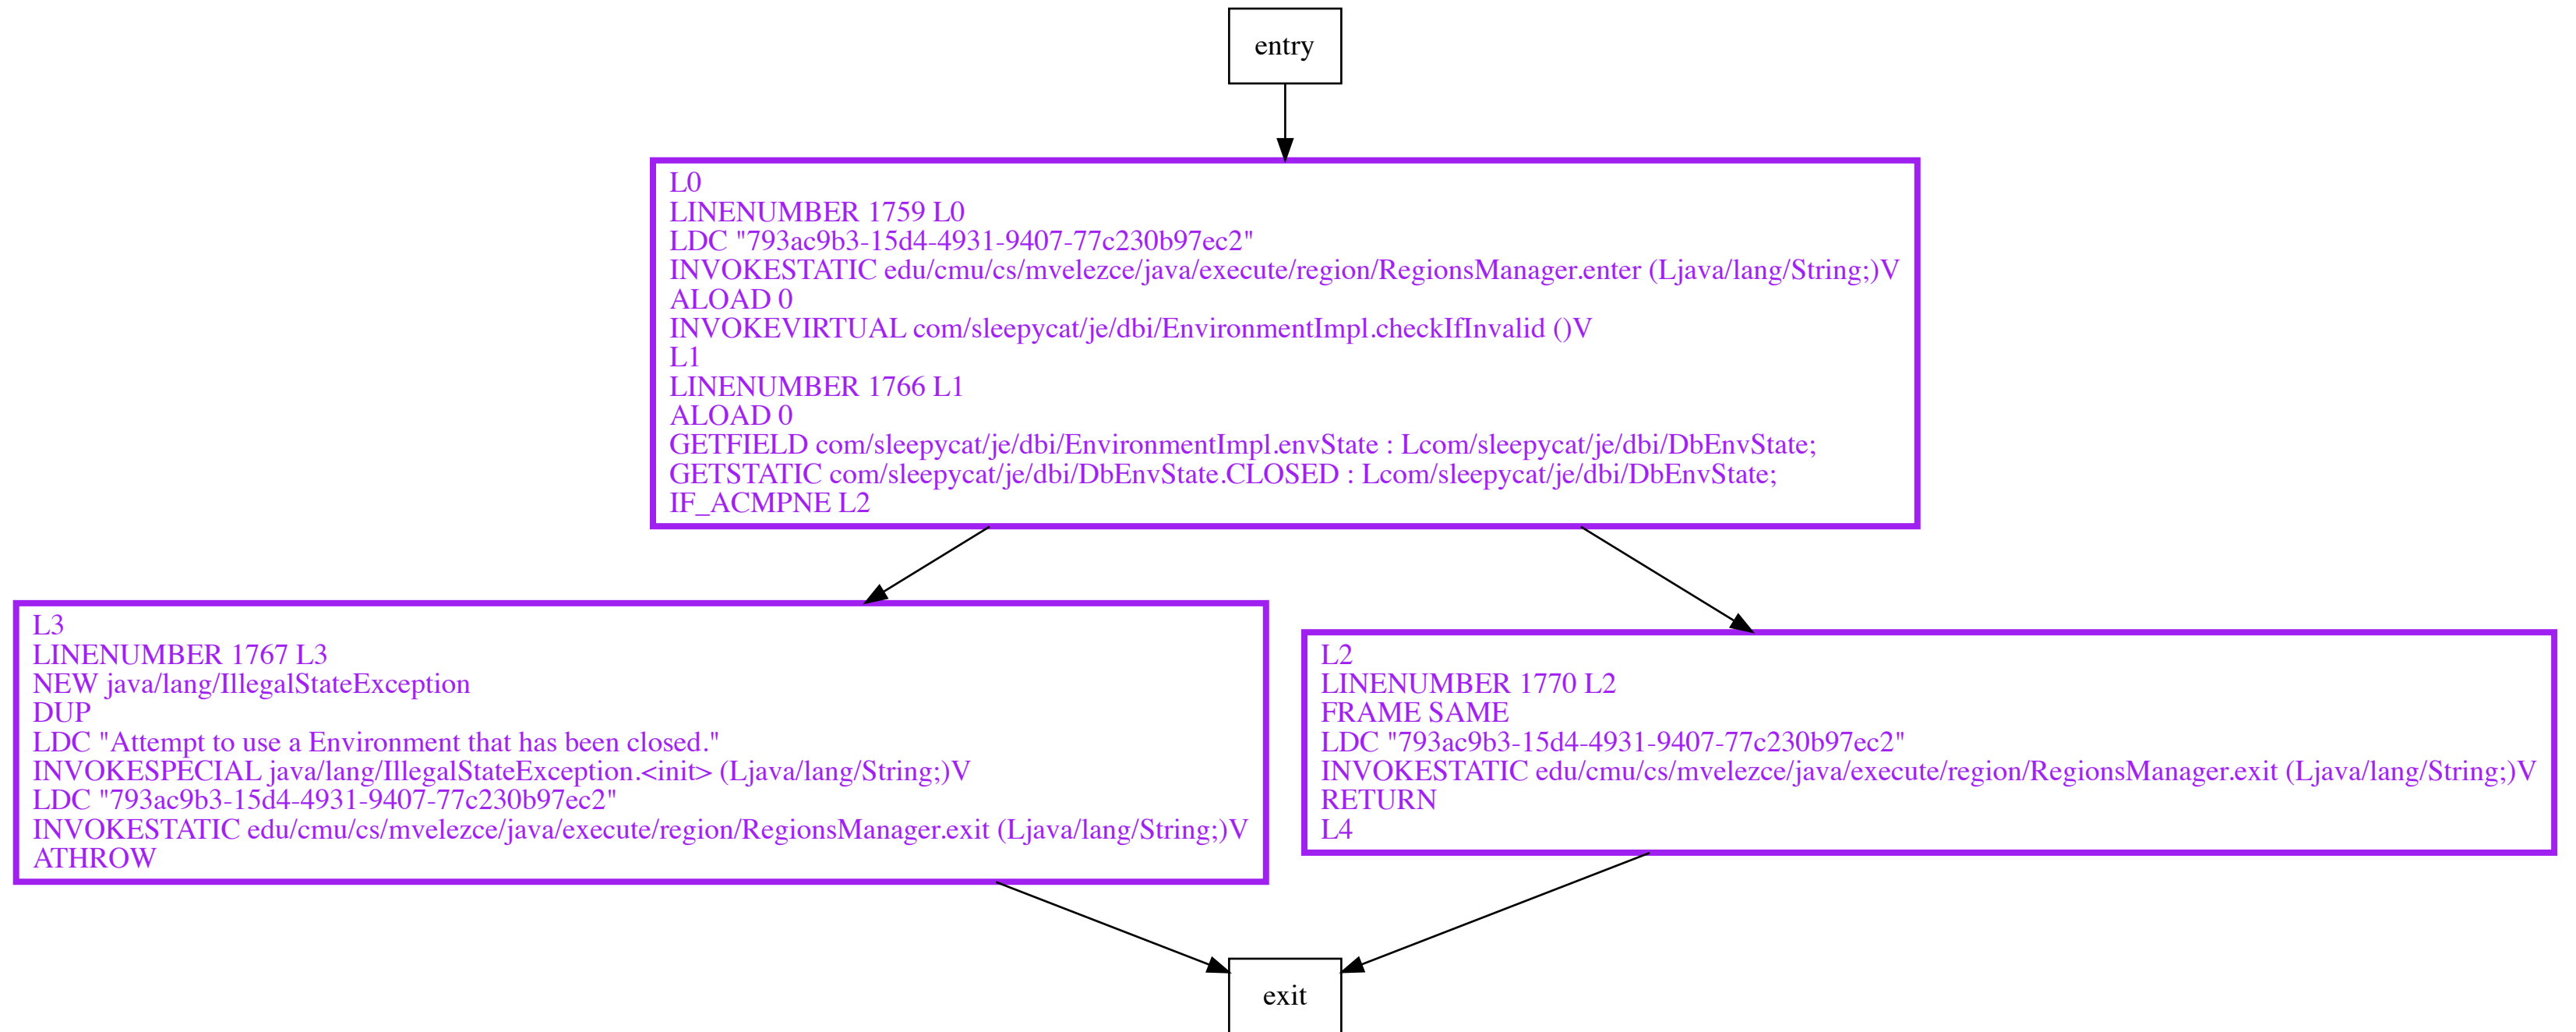 entry
L0
LINENUMBER 1759 L0
LDC "793ac9b3-15d4-4931-9407-77c230b97ec2"
INVOKESTATIC edu/cmu/cs/mvelezce/java/execute/region/RegionsManager.enter (Ljava/lang/String;)V
ALOAD 0
INVOKEVIRTUAL com/sleepycat/je/dbi/EnvironmentImpl.checkIfInvalid ()V
L1
LINENUMBER 1766 L1
ALOAD 0
GETFIELD com/sleepycat/je/dbi/EnvironmentImpl.envState : Lcom/sleepycat/je/dbi/DbEnvState;
GETSTATIC com/sleepycat/je/dbi/DbEnvState.CLOSED : Lcom/sleepycat/je/dbi/DbEnvState;
IF_ACMPNE L2
L3
LINENUMBER 1767 L3
NEW java/lang/IllegalStateException
DUP
LDC "Attempt to use a Environment that has been closed."
INVOKESPECIAL java/lang/IllegalStateException.<init> (Ljava/lang/String;)V
LDC "793ac9b3-15d4-4931-9407-77c230b97ec2"
INVOKESTATIC edu/cmu/cs/mvelezce/java/execute/region/RegionsManager.exit (Ljava/lang/String;)V
ATHROW
L2
LINENUMBER 1770 L2
FRAME SAME
LDC "793ac9b3-15d4-4931-9407-77c230b97ec2"
INVOKESTATIC edu/cmu/cs/mvelezce/java/execute/region/RegionsManager.exit (Ljava/lang/String;)V
RETURN
L4
exit